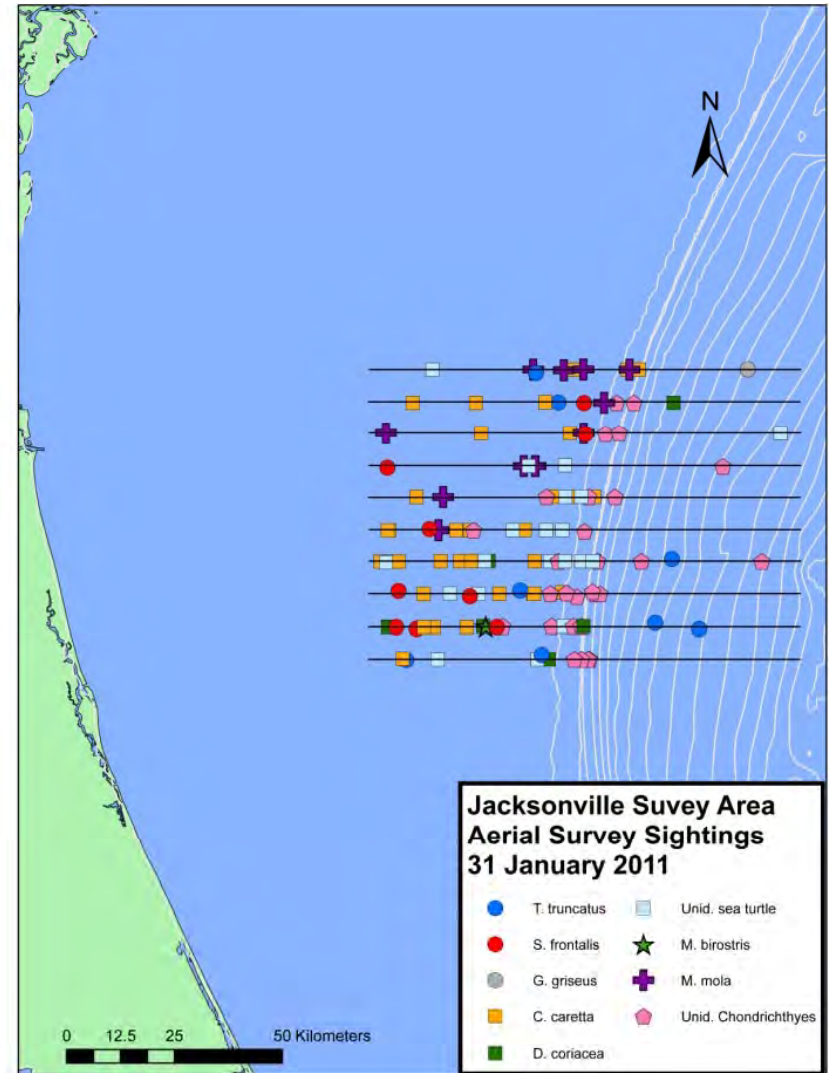 N
Jacksonville Suvey Area
Aerial Survey Sightings
31 January 2011
T. truncatus
Unid. sea turtle
S. frontalis
M. birostris
G. griseus
M. mola
C. caretta
Unid. Chondrichthyes
D. coriacea
0 12.5 25 50 Kilometers